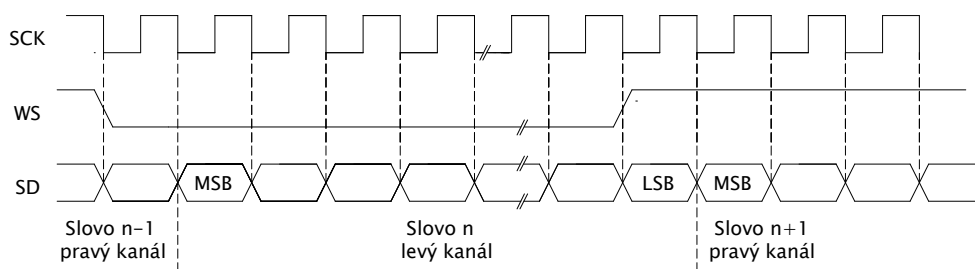 SCK
WS
SD
MSB
LSB
MSB
Slovo n-1
pravý kanál
Slovo n
levý kanál
Slovo n+1
pravý kanál